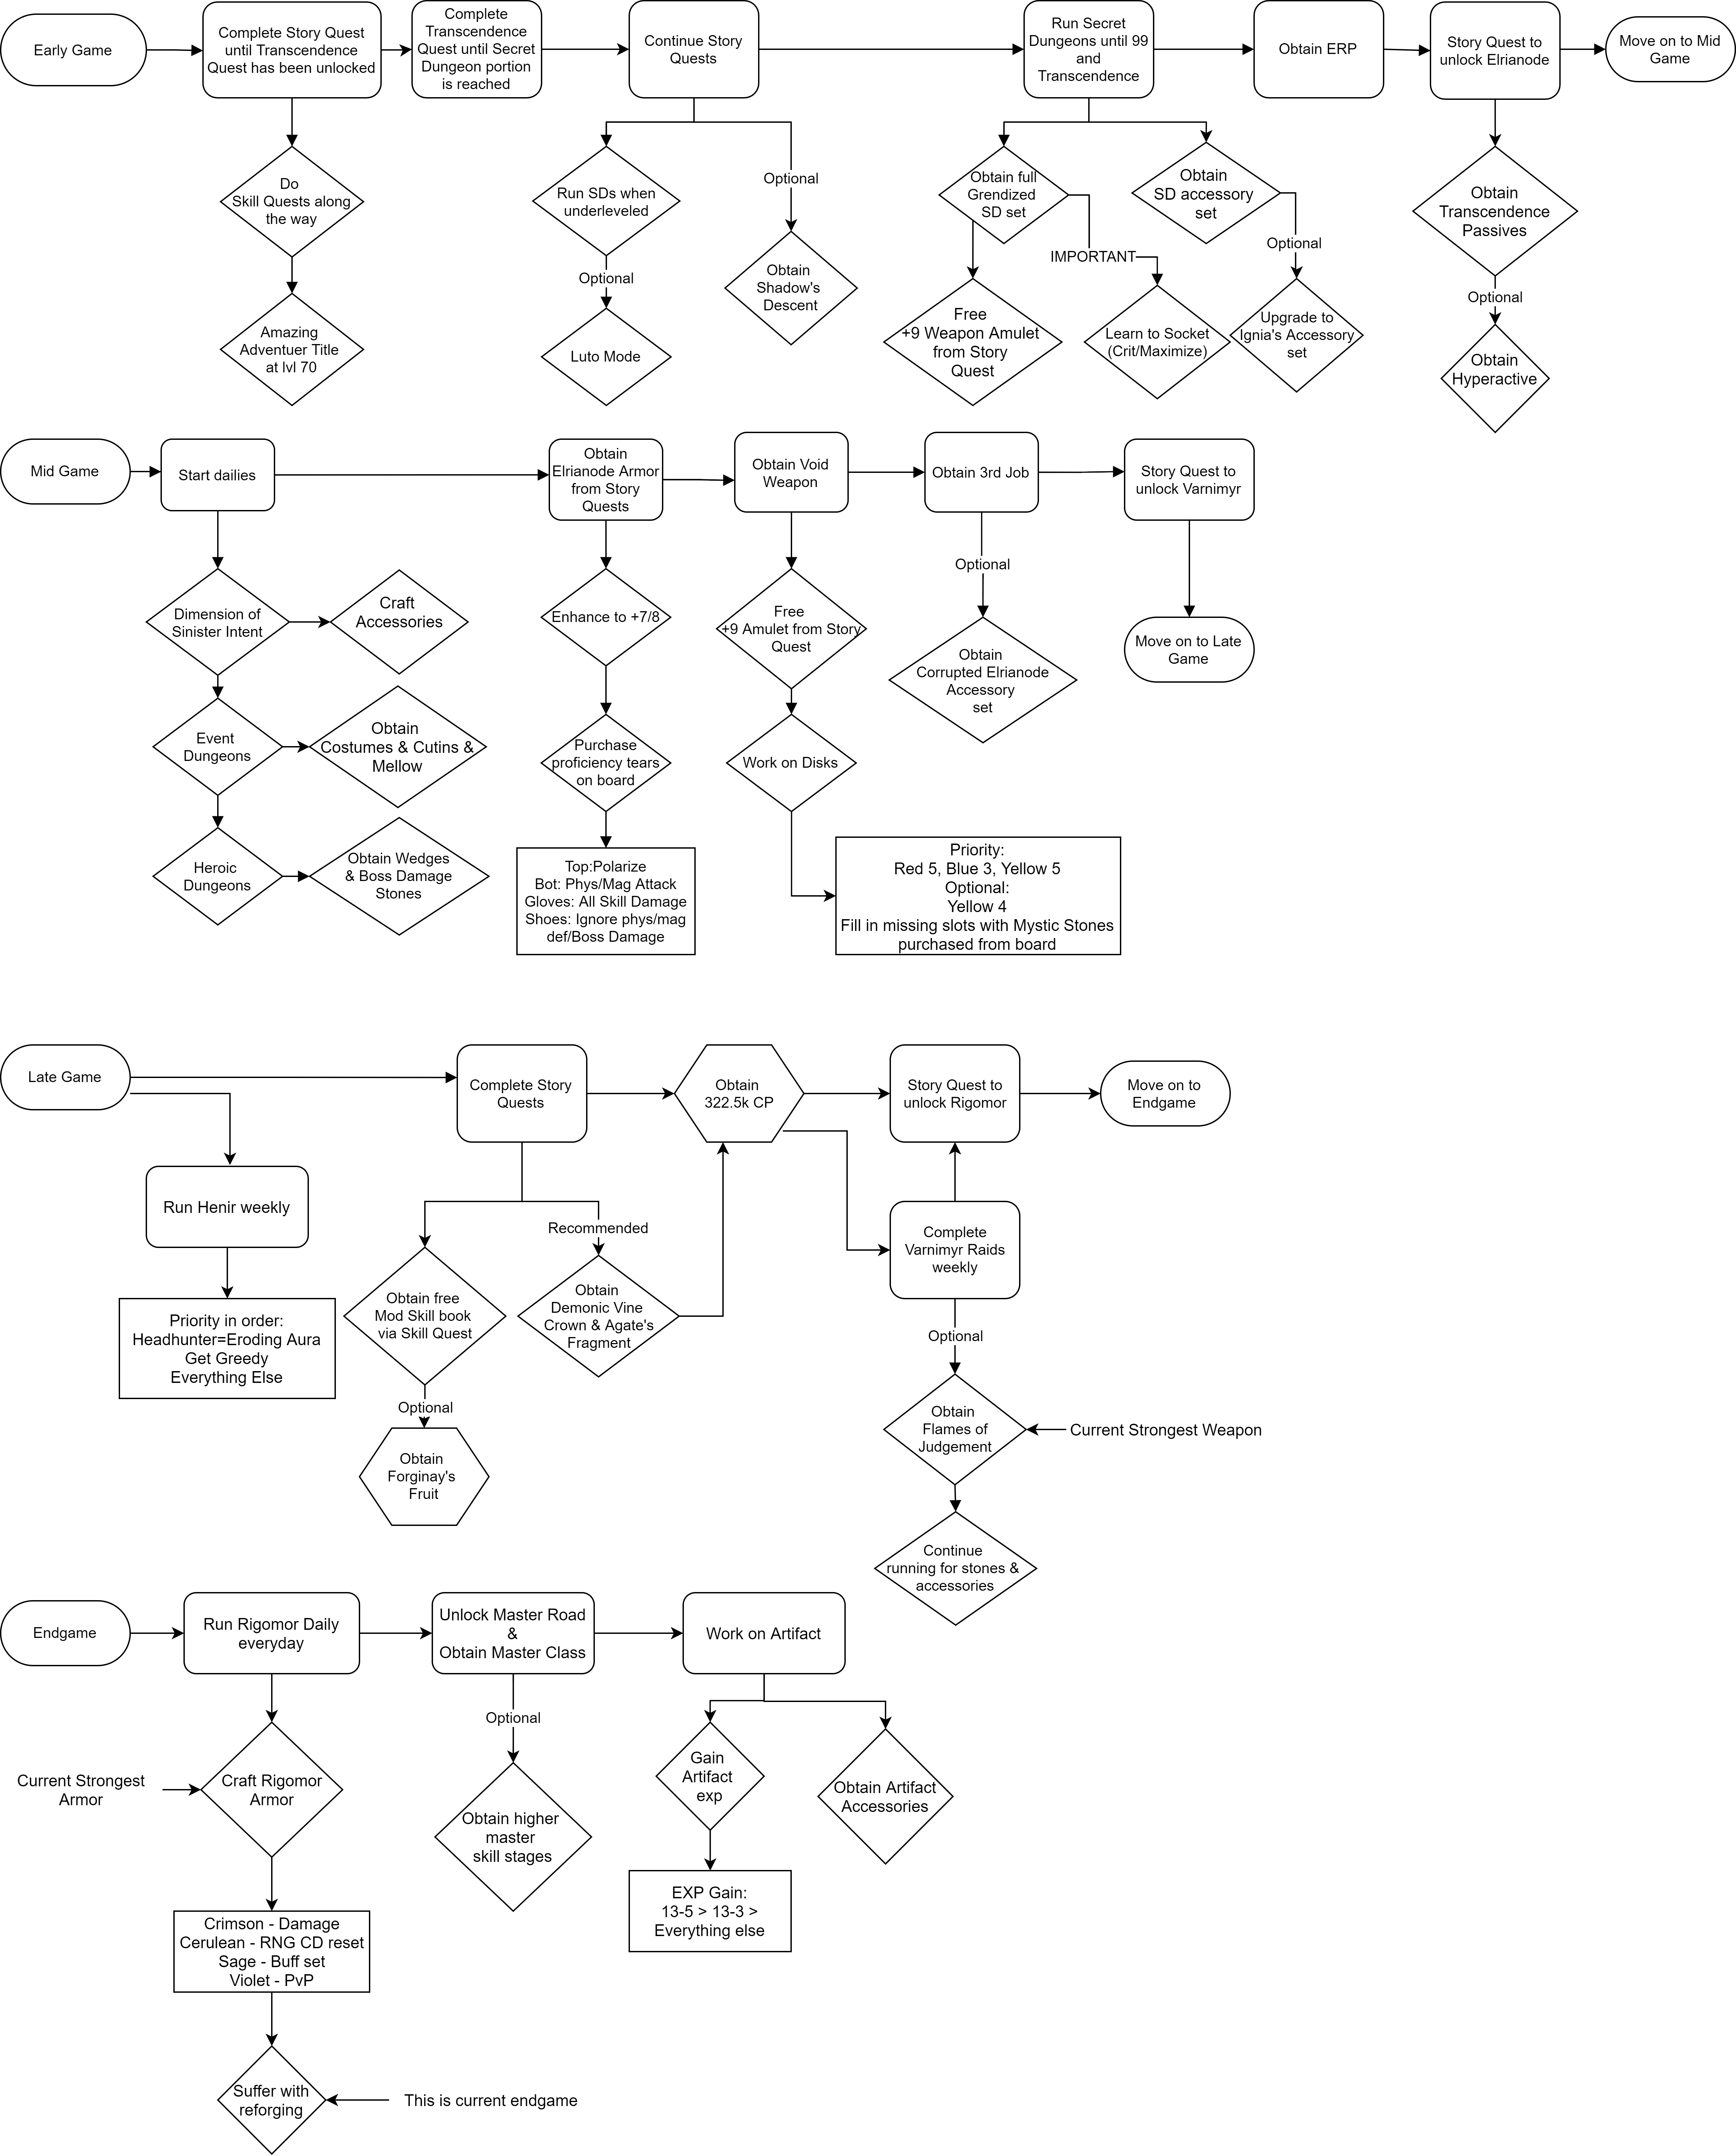 Early Game
Complete Story Quest
until Transcendence
Quest has been unlocked
Complete
Transcendence
Quest until Secret
Dungeon portion
is reached
Continue Story
Quests
Run Secret
Dungeons until 99
and
Transcendence
Obtain ERP
Story Quest to
unlock Elrianode
Move on to Mid
Game
Do
Skill Quests along
the way
Amazing
Adventuer Title
at lvl 70
Run SDs when
underleveled
Optional
Luto Mode
Optional
Obtain
Shadow's
Descent
Obtain full
Grendized
SD set
IMPORTANT
Free
+9 Weapon Amulet
from Story
Quest
Learn to Socket
(Crit/Maximize)
Obtain
SD accessory
set
Optional
Upgrade to
Ignia's Accessory
set
Obtain
Transcendence
Passives
Optional
Obtain
Hyperactive
Mid Game
Start dailies
Obtain
Elrianode Armor
from Story
Quests
Obtain Void
Weapon
Obtain 3rd Job
Story Quest to
unlock Varnimyr
Dimension of
Sinister Intent
Craft
Accessories
Event
Dungeons
Obtain
Costumes & Cutins &
Mellow
Heroic
Dungeons
Obtain Wedges
& Boss Damage
Stones
Enhance to +7/8
Purchase
proficiency tears
on board
Top:Polarize
Bot: Phys/Mag Attack
Gloves: All Skill Damage
Shoes: Ignore phys/mag
def/Boss Damage
Free
+9 Amulet from Story
Quest
Work on Disks
Priority:
Red 5, Blue 3, Yellow 5
Optional:
Yellow 4
Fill in missing slots with Mystic Stones
purchased from board
Optional
Obtain
Corrupted Elrianode
Accessory
set
Move on to Late
Game
Late Game
Complete Story
Quests
Obtain
322.5k CP
Story Quest to
unlock Rigomor
Move on to
Endgame
Run Henir weekly
Priority in order:
Headhunter=Eroding Aura
Get Greedy
Everything Else
Obtain free
Mod Skill book
via Skill Quest
Optional
Obtain
Forginay's
Fruit
Recommended
Obtain
Demonic Vine
Crown & Agate's
Fragment
Complete
Varnimyr Raids
weekly
Optional
Obtain
Flames of
Judgement
Current Strongest Weapon
Continue
running for stones &
accessories
Endgame
Run Rigomor Daily
everyday
Unlock Master Road
&
Obtain Master Class
Work on Artifact
Current Strongest
Armor
Craft Rigomor
Armor
Crimson - Damage
Cerulean - RNG CD reset
Sage - Buff set
Violet - PvP
Suffer with
reforging
This is current endgame
Optional
Obtain higher
master
skill stages
Gain
Artifact
exp
EXP Gain:
13-5 > 13-3 >
Everything else
Obtain Artifact
Accessories